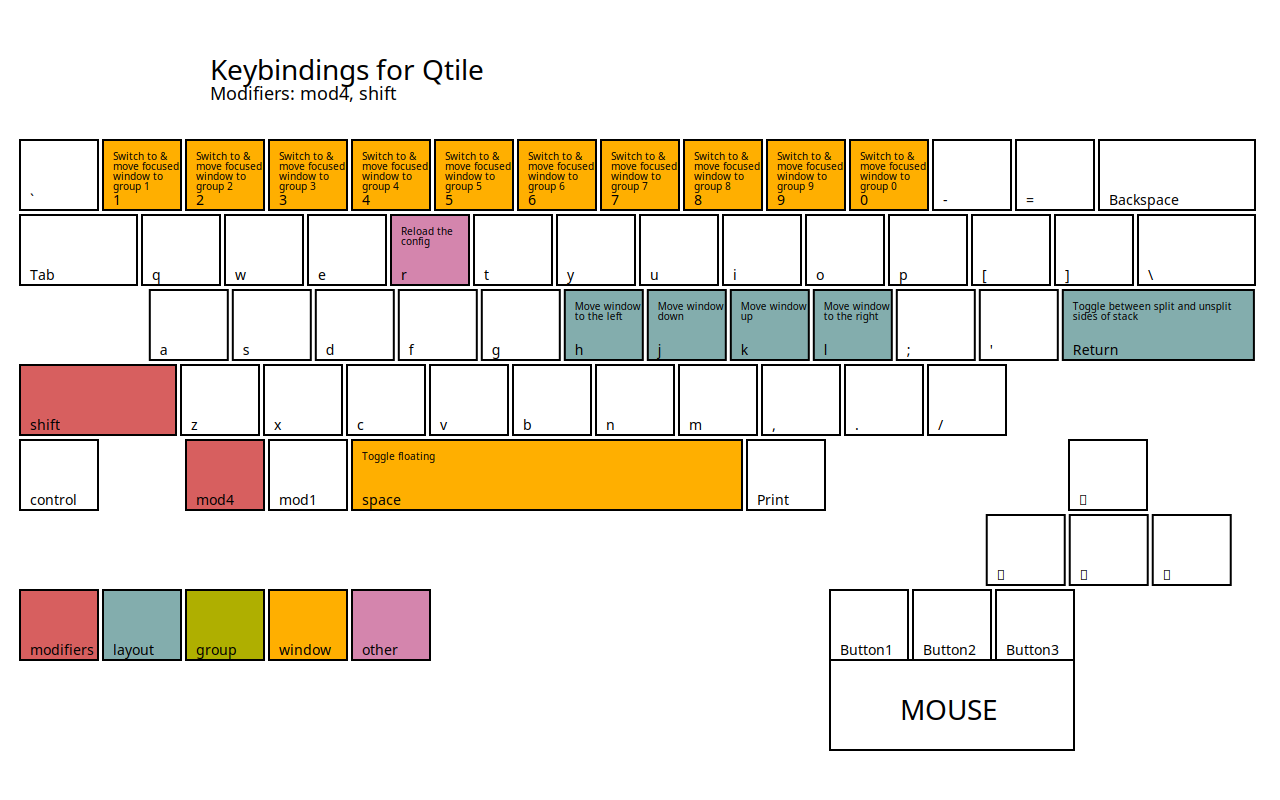 Keybindings for Qtile
Modifiers: mod4, shift
Switch to & Switch to & Switch to & Switch to & Switch to & Switch to & Switch to & Switch to & Switch to & Switch to &
move focused move focused move focused move focused move focused move focused move focused move focused move focused move focused
window to window to window to window to window to window to window to window to window to window to
group 1 group 2 group 3 group 4 group 5 group 6 group 7 group 8 group 9 group 0
` 1 2 3 4 5 6 7 8 9 0 - = Backspace
Reload the
config
Tab q w e r t y u i o p [ ] \
Move window Move window Move window Move window Toggle between split and unsplit
to the left down up to the right sides of stack
a s d f g h j k l ; ' Return
shift z x c v b n m , . /
Toggle floating
control mod4 mod1 space Print
modifiers layout group window other Button1 Button2 Button3
MOUSE